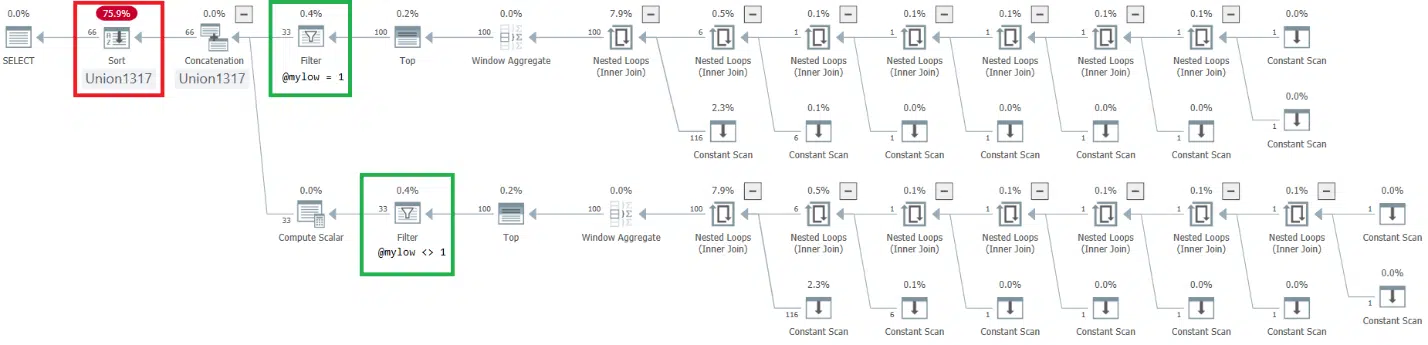 0.0% 75.9% 0.0% − 0.4% 0.2% 0.0% 7.9% − 0.5% − 0.1% − 0.1% − 0.1% − 0.1% − 0.1% − 0.0%
66 66 33 100 100 100 6 1 1 1 1 1
SELECT Sort Concatenation Filter Top Window Aggregate Nested Loops Nested Loops Nested Loops Nested Loops Nested Loops Nested Loops Nested Loops Constant Scan
(Inner Join) (Inner Join) (Inner Join) (Inner Join) (Inner Join) (Inner Join) (Inner Join)
Union1317 Union1317 @mylow = 1
2.3% 0.1% 0.0% 0.0% 0.0% 0.0% 0.0%
116 6 1 1 1 1 1
Constant Scan Constant Scan Constant Scan Constant Scan Constant Scan Constant Scan Constant Scan
0.0% 0.4% 0.2% 0.0% 7.9% − 0.5% − 0.1% − 0.1% − 0.1% − 0.1% − 0.1% − 0.0%
33 33 100 100 100 6 1 1 1 1 1 1
Compute Scalar Filter Top Window Aggregate Nested Loops Nested Loops Nested Loops Nested Loops Nested Loops Nested Loops Nested Loops Constant Scan
(Inner Join) (Inner Join) (Inner Join) (Inner Join) (Inner Join) (Inner Join) (Inner Join)
@mylow <> 1
2.3% 0.1% 0.0% 0.0% 0.0% 0.0% 0.0%
116 6 1 1 1 1 1
Constant Scan Constant Scan Constant Scan Constant Scan Constant Scan Constant Scan Constant Scan